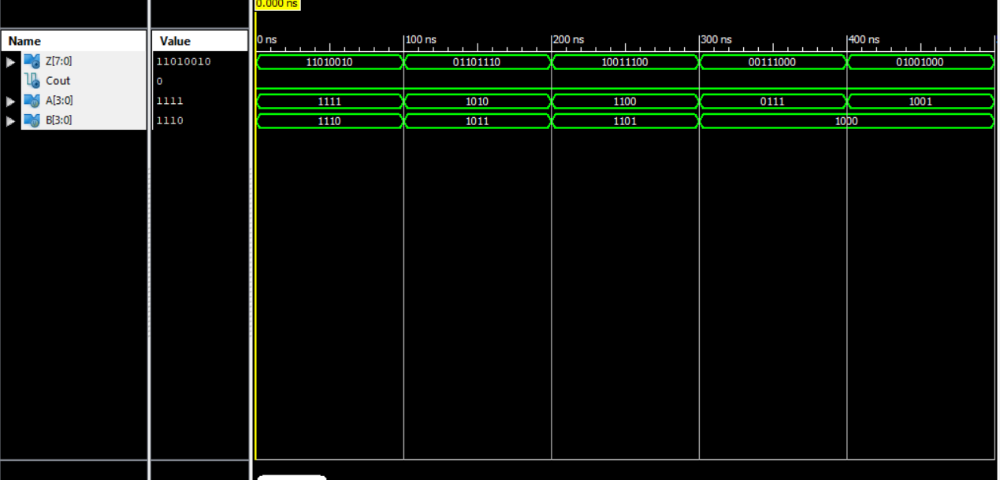 0.000 ns
Name Value 0 ns 100 ns 200 ns 300 ns 400 ns
Z[7:0] 11010010 11010010 01101110 10011100 00111000 01001000
Cout 0
A[3:0] 1111 1111 1010 1100 0111 1001
B[3:0] 1110 1110 1011 1101 1000